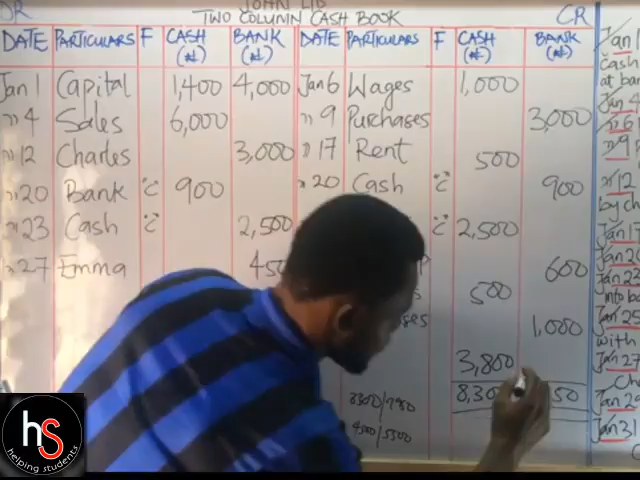 DR JOHN LTD CR
TWO COLUMN CASH BOOK
DATE PARTICULARS F CASH (₦) BANK (₦) DATE PARTICULARS F CASH (₦) BANK (₦)
Jan 1 Capital 1,400 4,000 Jan 6 Wages 1,000
" 4 Sales 6,000 " 9 Purchases 3,000
" 12 Charles 3,000 " 17 Rent 500
" 20 Bank C 900 " 20 Cash C 900
" 23 Cash C 2,500 C 2,500
" 27 Emma 450 600
500
1,000
3,800
8300/7950
4500/5500
Jan 1
Cash
at ban
Jan 4
Jan 6
Jan 9
Jan 12
by ch
Jan 17
Jan 20
Jan 23
into ba
Jan 25
with
Jan 27
Ch
Jan 29
Jan 31
hs
helping students